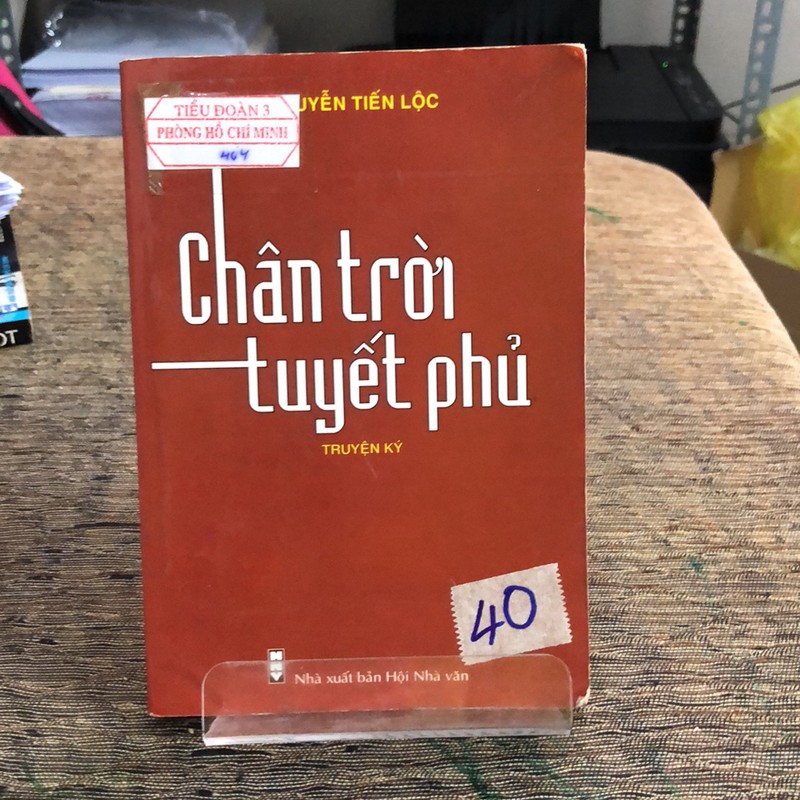 TIỂU ĐOÀN 3
PHÒNG HỒ CHÍ MINH
404
UYỄN TIẾN LỘC
Chân trời
tuyết phủ
TRUYỆN KÝ
40
HNV
Nhà xuất bản Hội Nhà văn